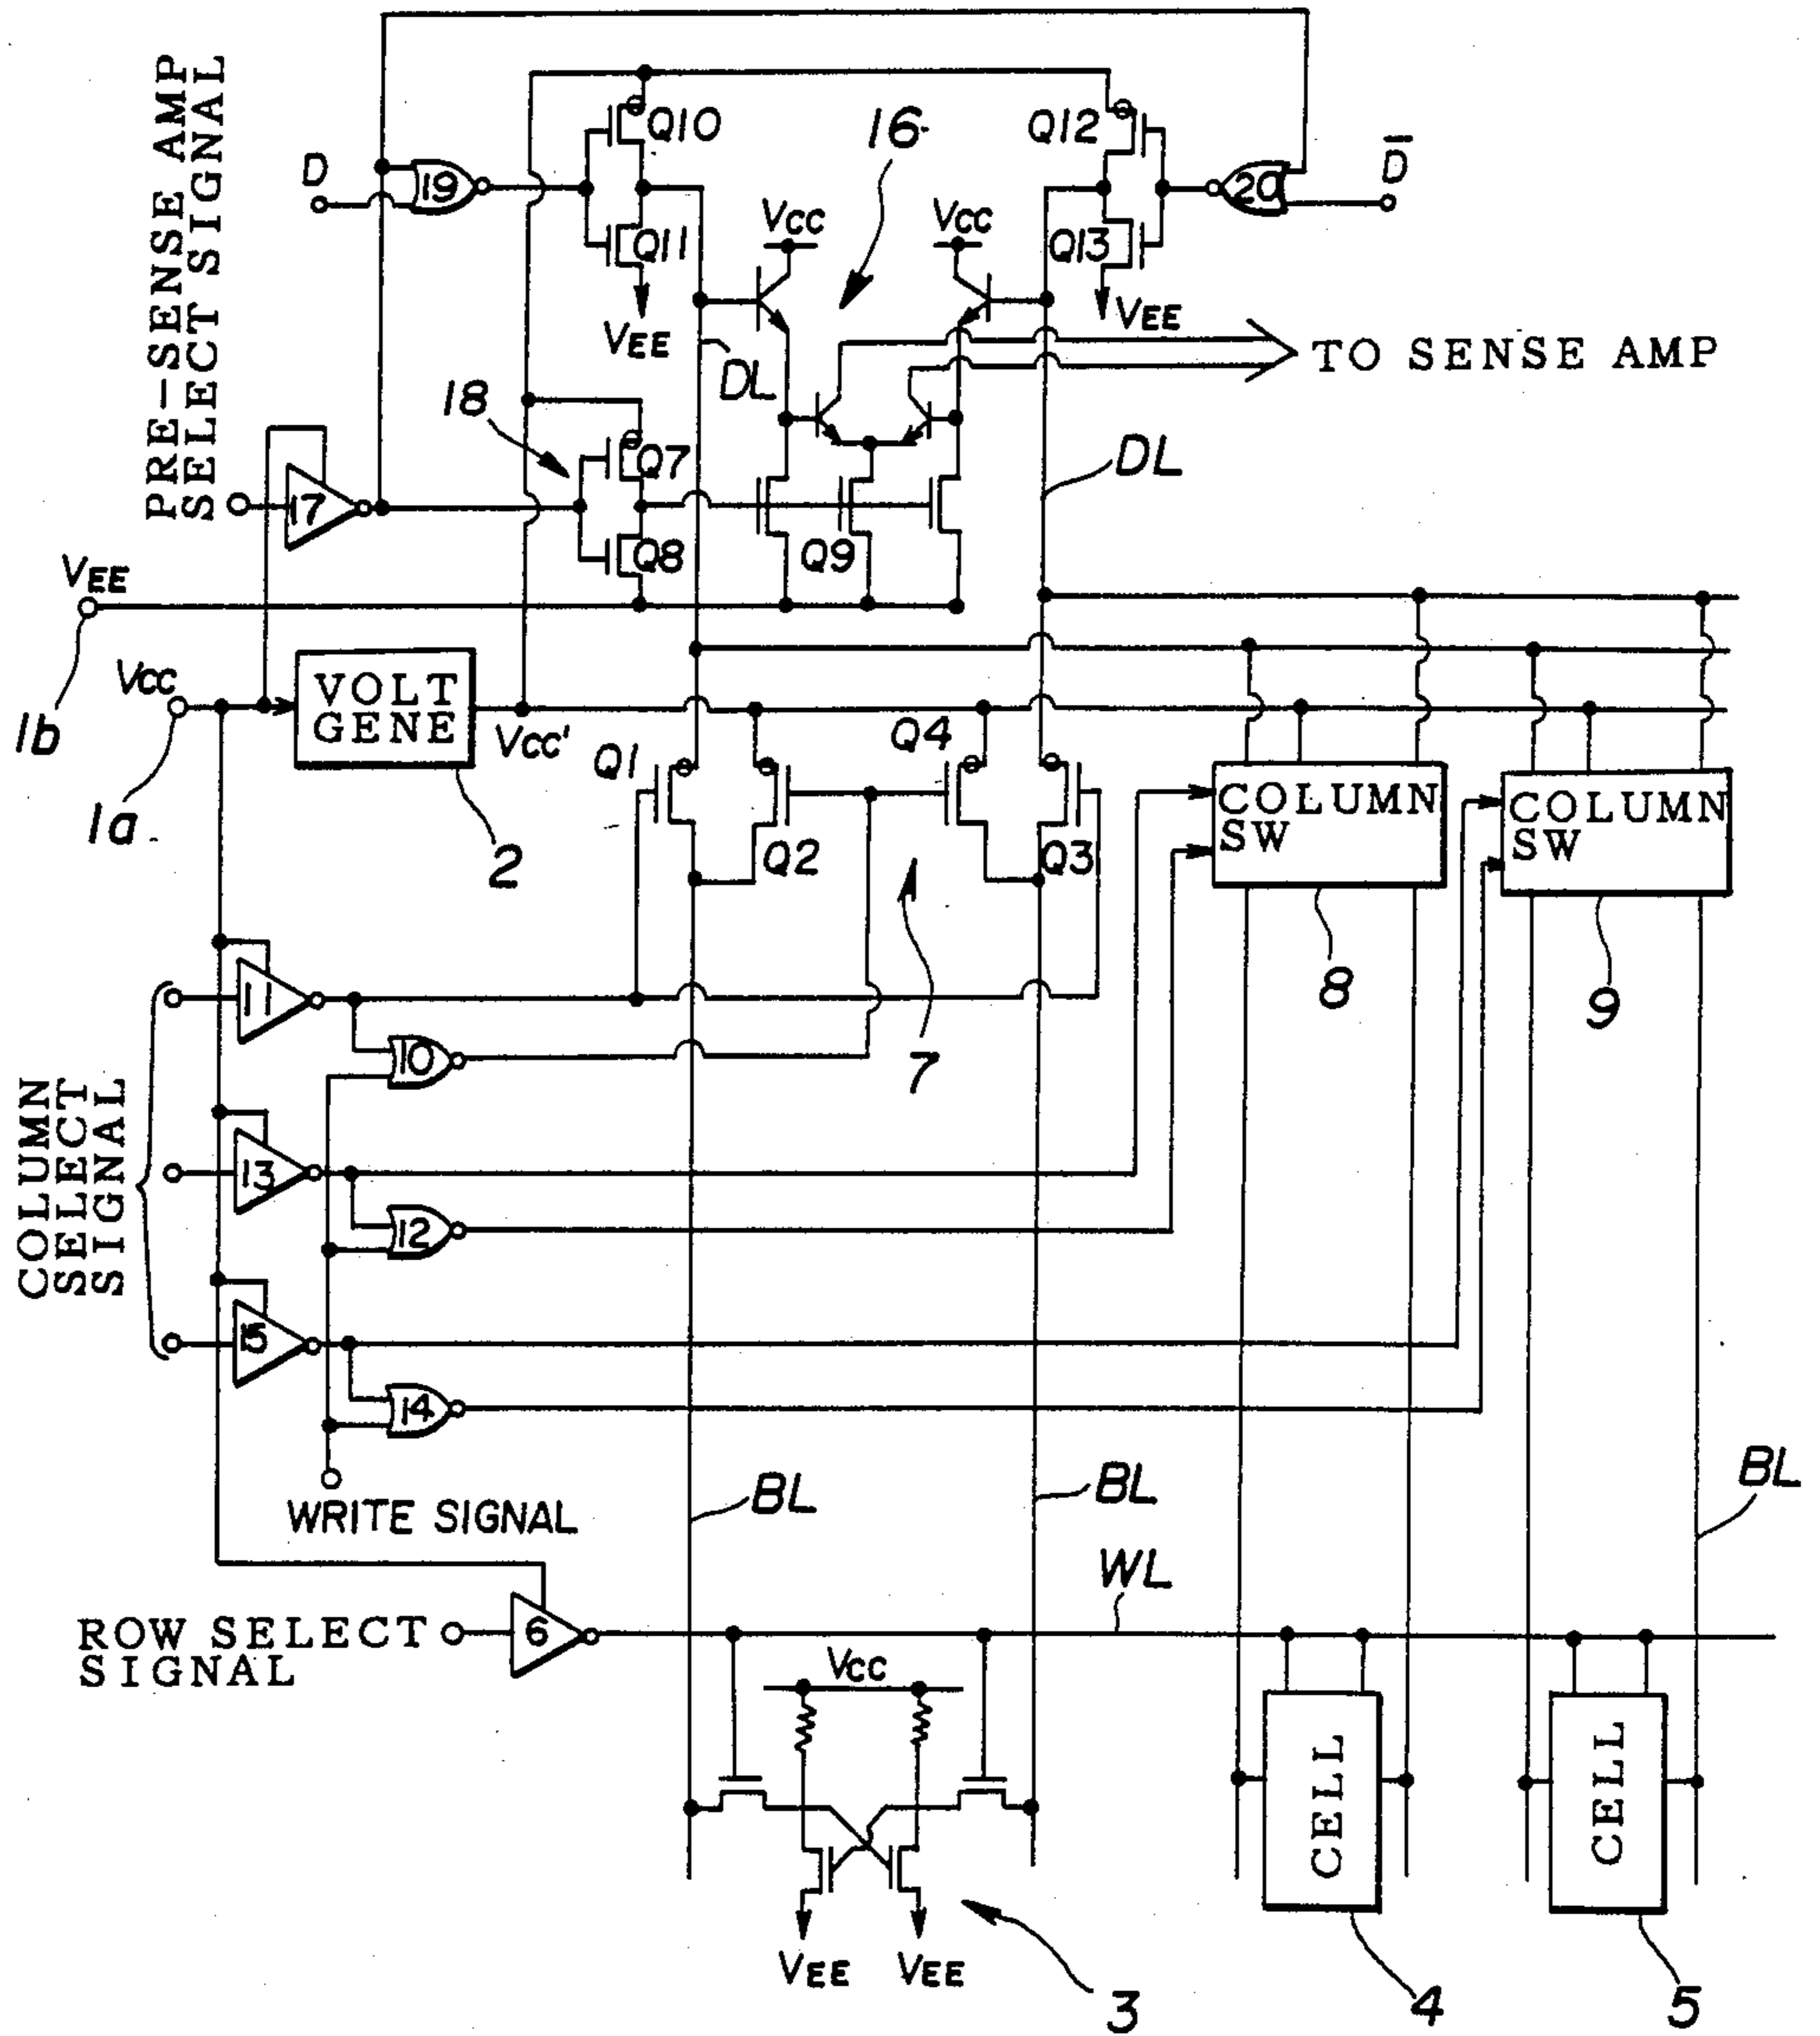 PRE-SENSE AMP
SELECT SIGNAL
D
19
Q10
Q11
VEE
16
Q12
Q13
VEE
20
D̅
VCC
VCC
DL
TO SENSE AMP
18
17
Q7
Q8
Q9
DL
VEE
1b
VCC
1a
VOLT
GENE
2
VCC'
Q1
Q2
Q4
Q3
7
COLUMN
SW
8
COLUMN
SW
9
COLUMN
SELECT
SIGNAL
11
10
13
12
15
14
WRITE SIGNAL
BL
BL
BL
ROW SELECT
SIGNAL
6
WL
VCC
VEE
VEE
3
CELL
4
CELL
5